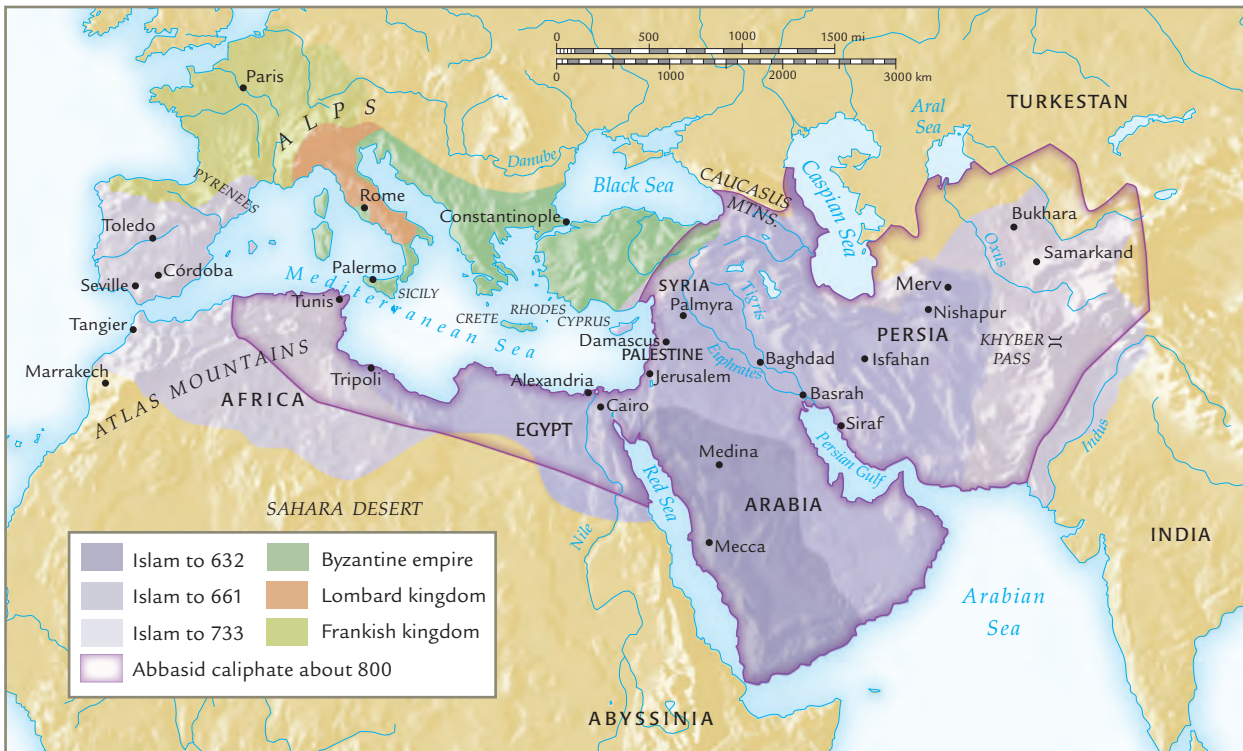 0 500 1000 1500 mi
0 1000 2000 3000 km
Paris
ALPS
PYRENEES
Toledo
Córdoba
Seville
Tangier
Marrakech
ATLAS MOUNTAINS
AFRICA
Rome
Palermo
SICILY
Tunis
Tripoli
Mediterranean Sea
CRETE
RHODES
CYPRUS
Danube
Black Sea
Constantinople
CAUCASUS
MTNS.
Caspian Sea
Aral
Sea
TURKESTAN
Bukhara
Samarkand
Oxus
Merv
Nishapur
PERSIA
KHYBER
PASS
Isfahan
SYRIA
Palmyra
Tigris
Damascus
PALESTINE
Euphrates
Baghdad
Jerusalem
Basrah
Siraf
Persian Gulf
Alexandria
Cairo
EGYPT
Nile
Red Sea
Medina
ARABIA
Mecca
SAHARA DESERT
Indus
INDIA
Arabian
Sea
ABYSSINIA
Islam to 632
Islam to 661
Islam to 733
Byzantine empire
Lombard kingdom
Frankish kingdom
Abbasid caliphate about 800